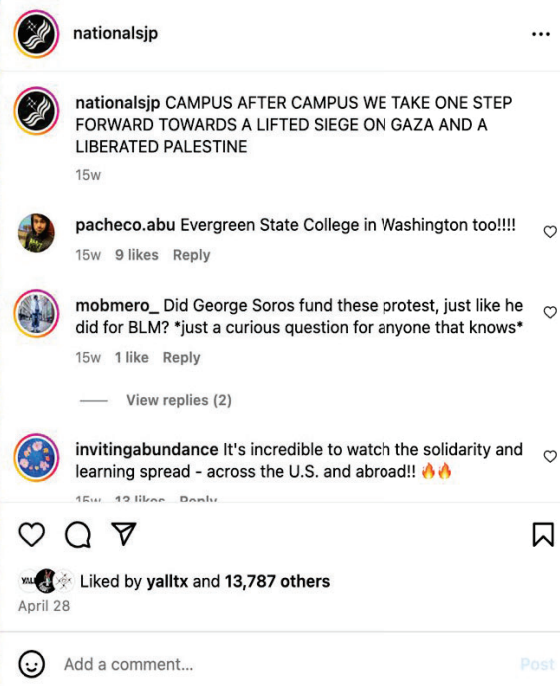 nationalsjp
nationalsjp CAMPUS AFTER CAMPUS WE TAKE ONE STEP
FORWARD TOWARDS A LIFTED SIEGE ON GAZA AND A
LIBERATED PALESTINE
15w
pacheco.abu Evergreen State College in Washington too!!!!
15w 9 likes Reply
mobmero_ Did George Soros fund these protest, just like he
did for BLM? *just a curious question for anyone that knows*
15w 1 like Reply
View replies (2)
invitingabundance It's incredible to watch the solidarity and
learning spread - across the U.S. and abroad!! 🔥🔥
15w 13 likes Reply
Liked by yalltx and 13,787 others
April 28
Add a comment...
Post